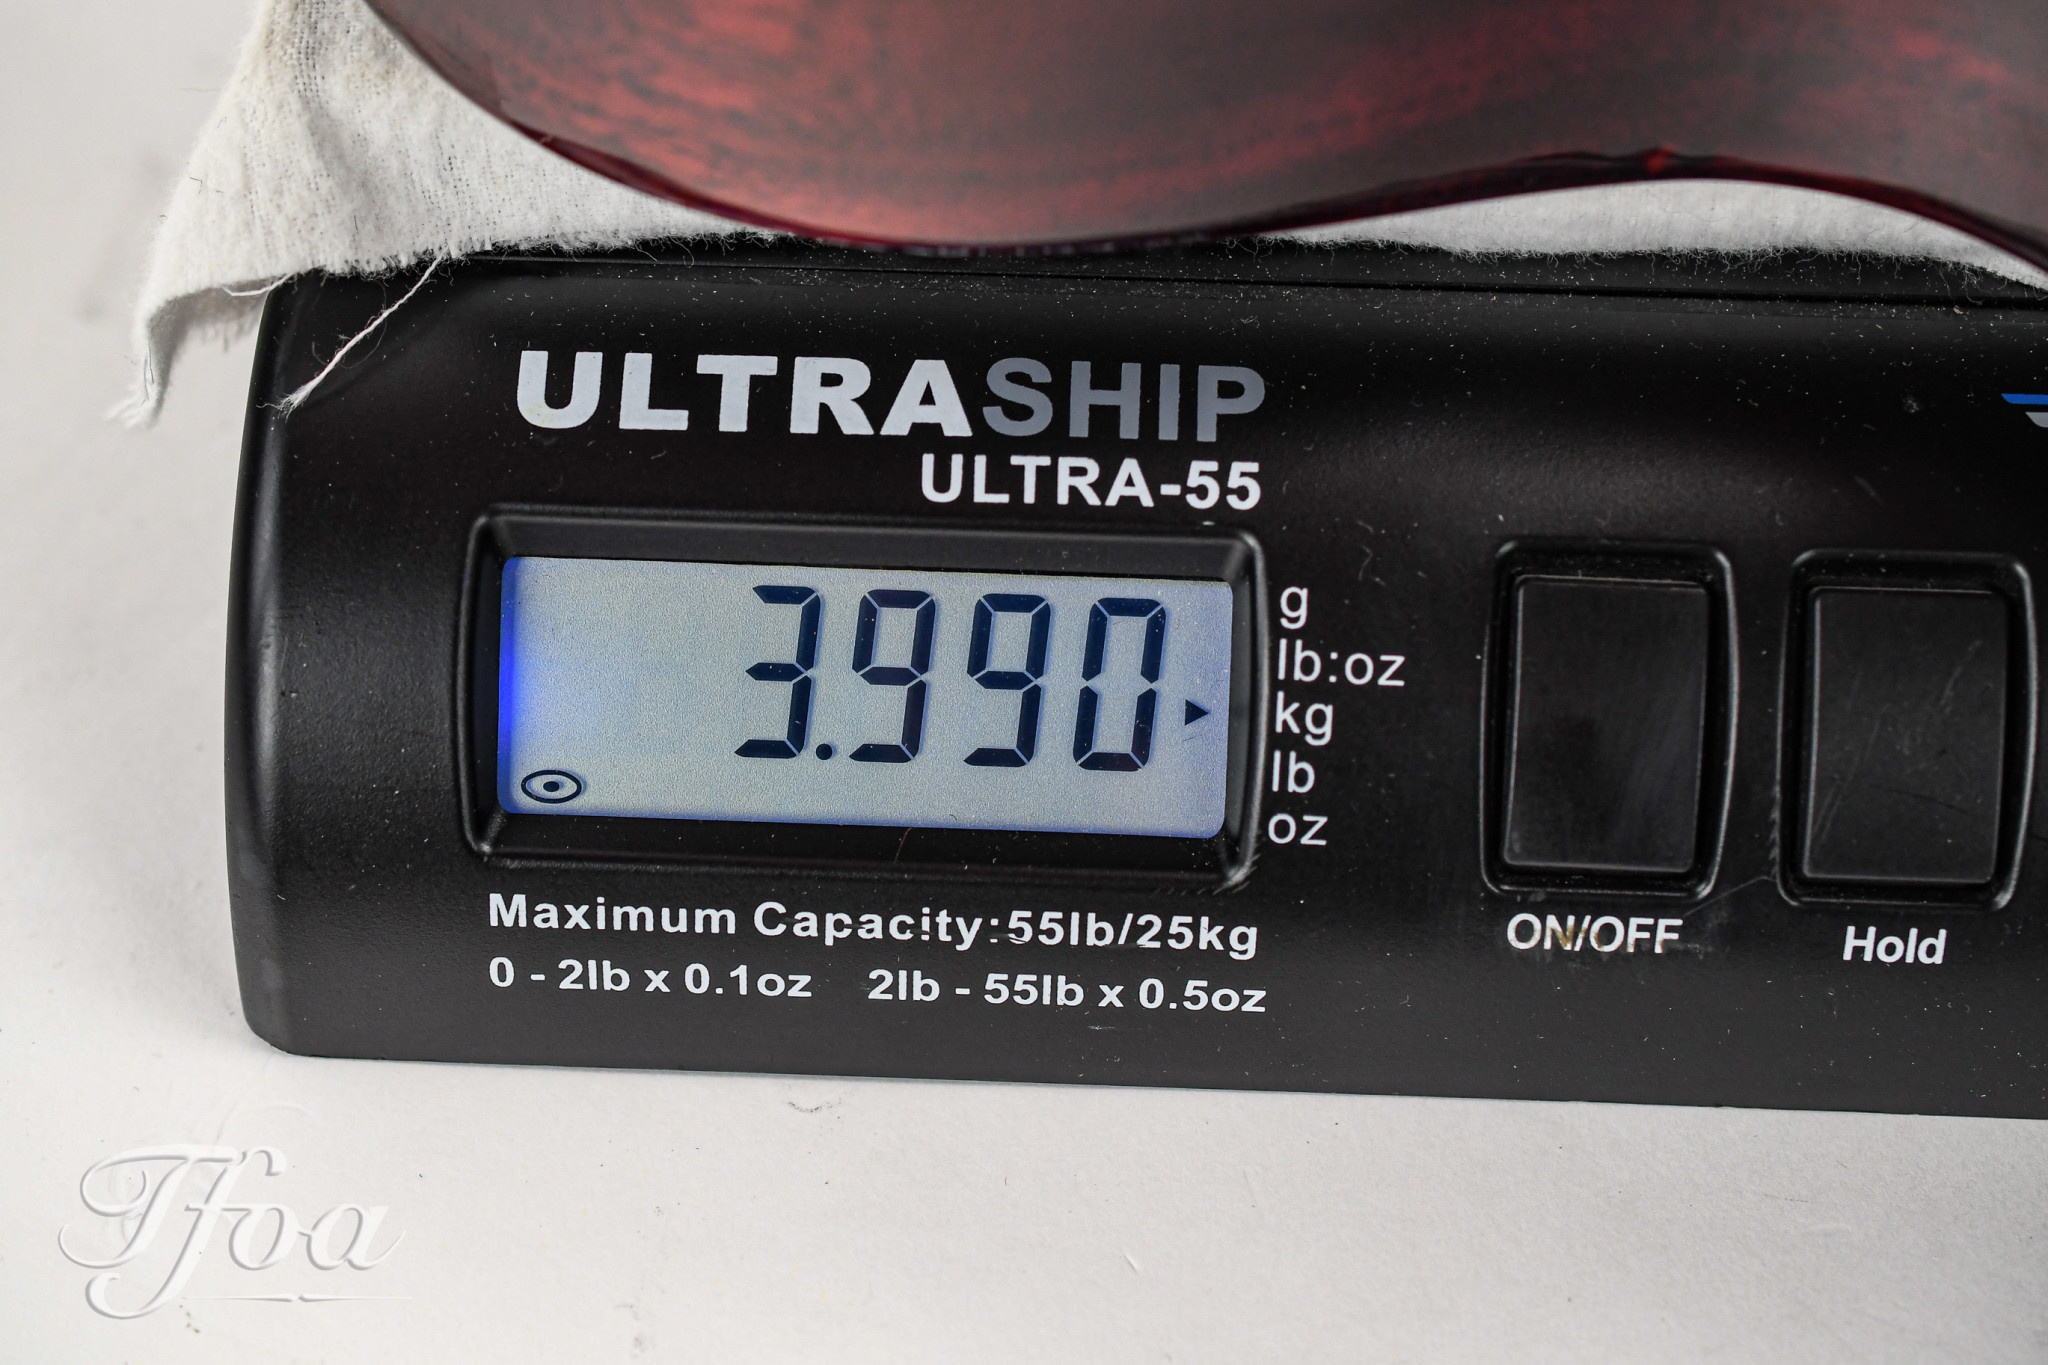 ULTRASHIP
ULTRA-55
3.990
g
lb:oz
kg
lb
oz
Maximum Capacity:55lb/25kg
0 - 2lb x 0.1oz 2lb - 55lb x 0.5oz
ON/OFF
Hold
Tfoa